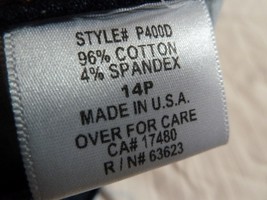 STYLE# P400D
96% COTTON
4% SPANDEX
14P
MADE IN U.S.A.
OVER FOR CARE
CA# 17480
R / N# 63623